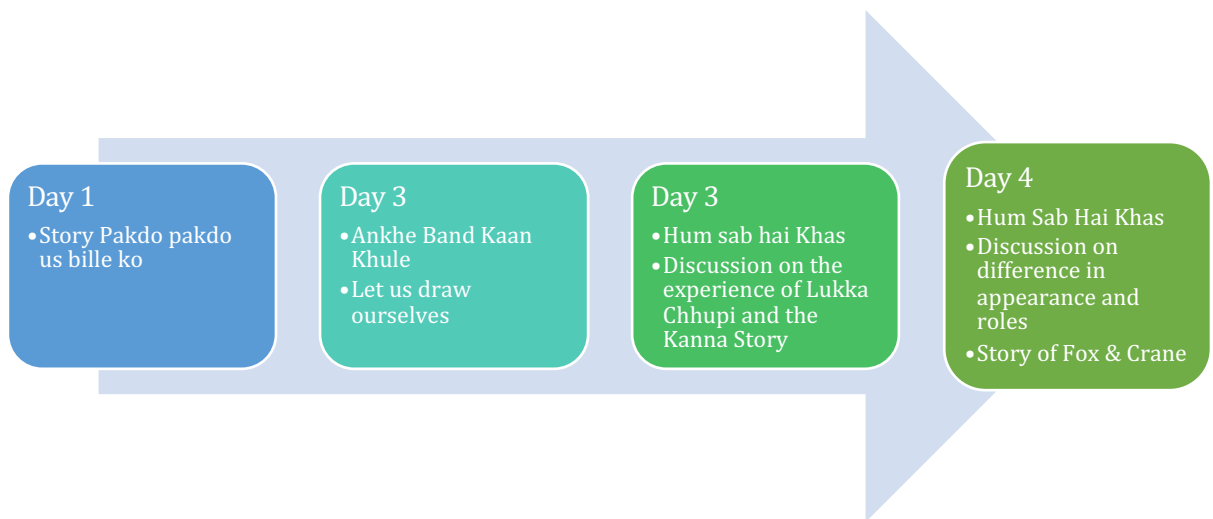 Day 1
•Story Pakdo pakdo
us bille ko
Day 3
•Ankhe Band Kaan
Khule
•Let us draw
ourselves
Day 3
•Hum sab hai Khas
•Discussion on the
experience of Lukka
Chhupi and the
Kanna Story
Day 4
•Hum Sab Hai Khas
•Discussion on
difference in
appearance and
roles
•Story of Fox & Crane